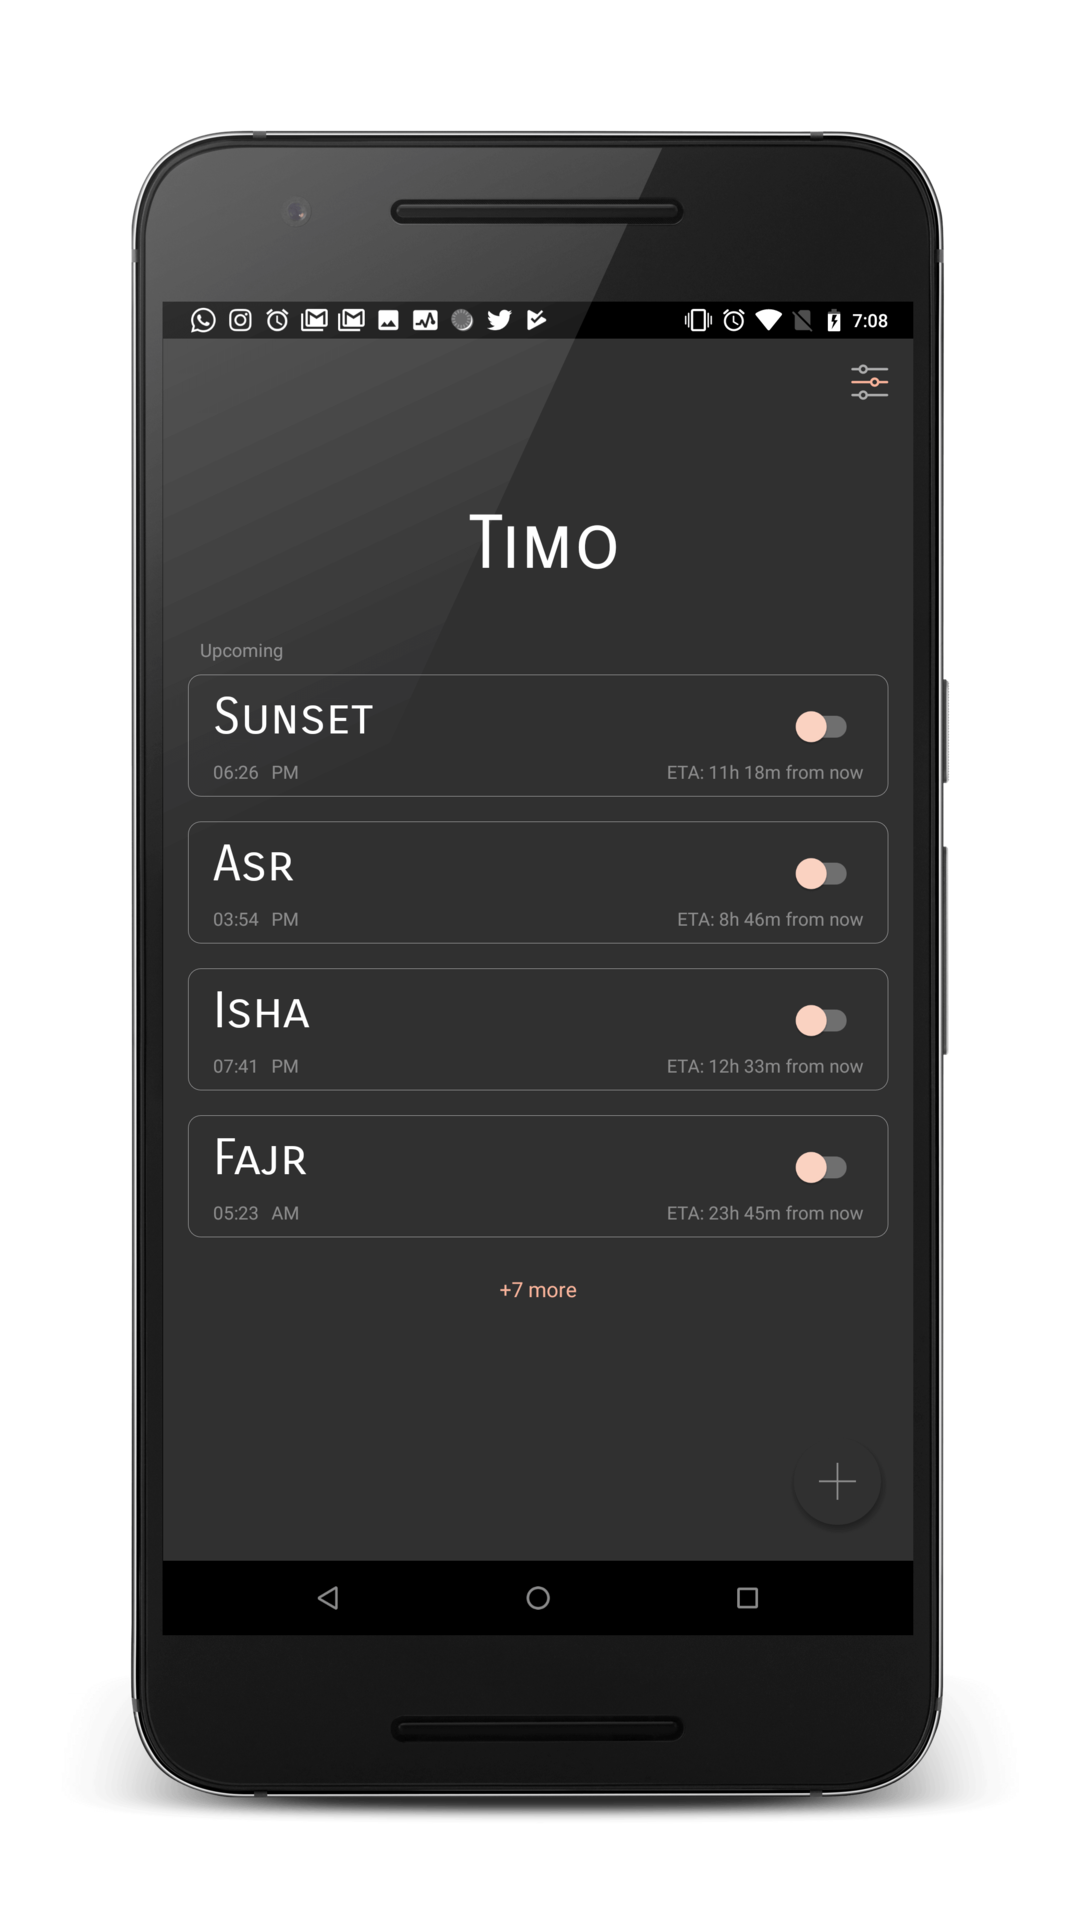 7:08
Timo
Upcoming
Sunset
06:26 PM
ETA: 11h 18m from now
Asr
03:54 PM
ETA: 8h 46m from now
Isha
07:41 PM
ETA: 12h 33m from now
Fajr
05:23 AM
ETA: 23h 45m from now
+7 more